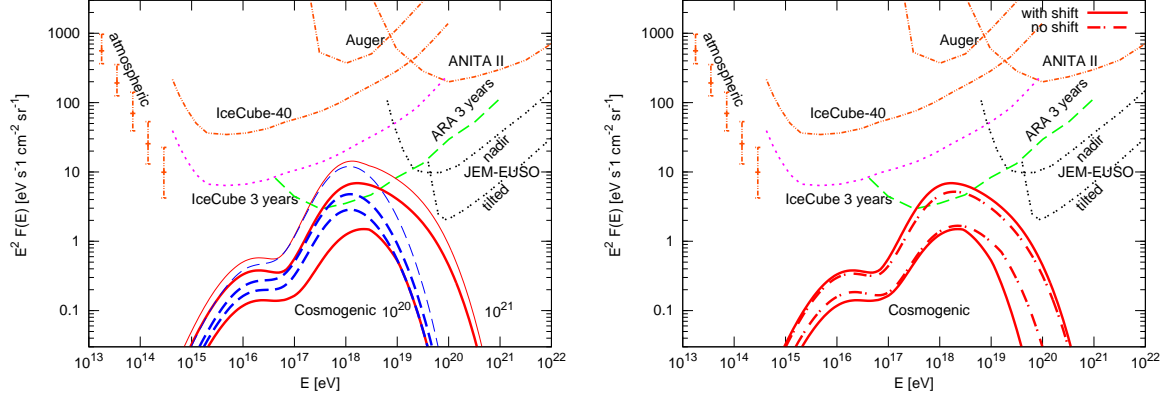 1000
100
10
1
0.1
E² F(E) [eV s⁻¹ cm⁻² sr⁻¹]
10¹³ 10¹⁴ 10¹⁵ 10¹⁶ 10¹⁷ 10¹⁸ 10¹⁹ 10²⁰ 10²¹ 10²²
E [eV]
atmospheric
Auger
ANITA II
IceCube-40
ARA 3 years
nadir
JEM-EUSO
tilted
IceCube 3 years
Cosmogenic
10²⁰
10²¹
1000
100
10
1
0.1
E² F(E) [eV s⁻¹ cm⁻² sr⁻¹]
10¹³ 10¹⁴ 10¹⁵ 10¹⁶ 10¹⁷ 10¹⁸ 10¹⁹ 10²⁰ 10²¹ 10²²
E [eV]
with shift
no shift
atmospheric
Auger
ANITA II
IceCube-40
ARA 3 years
nadir
JEM-EUSO
tilted
IceCube 3 years
Cosmogenic